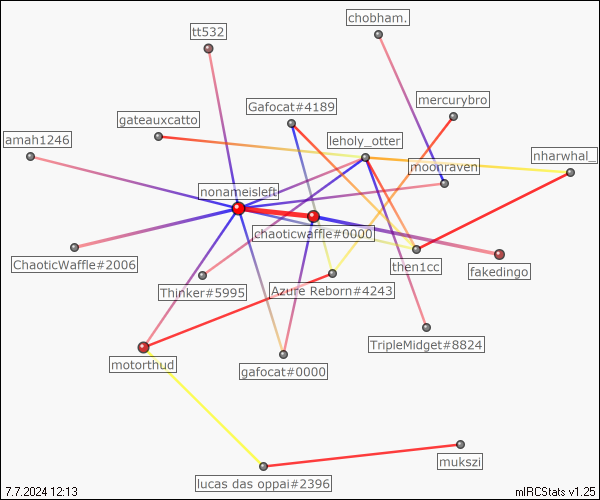 chobham.
tt532
mercurybro
Gafocat#4189
gateauxcatto
amah1246
leholy_otter
nharwhal_
moonraven
nonameisleft
chaoticwaffle#0000
ChaoticWaffle#2006
then1cc
fakedingo
Thinker#5995
Azure Reborn#4243
TripleMidget#8824
motorthud
gafocat#0000
mukszi
lucas das oppai#2396
7.7.2024 12:13
mIRCStats v1.25